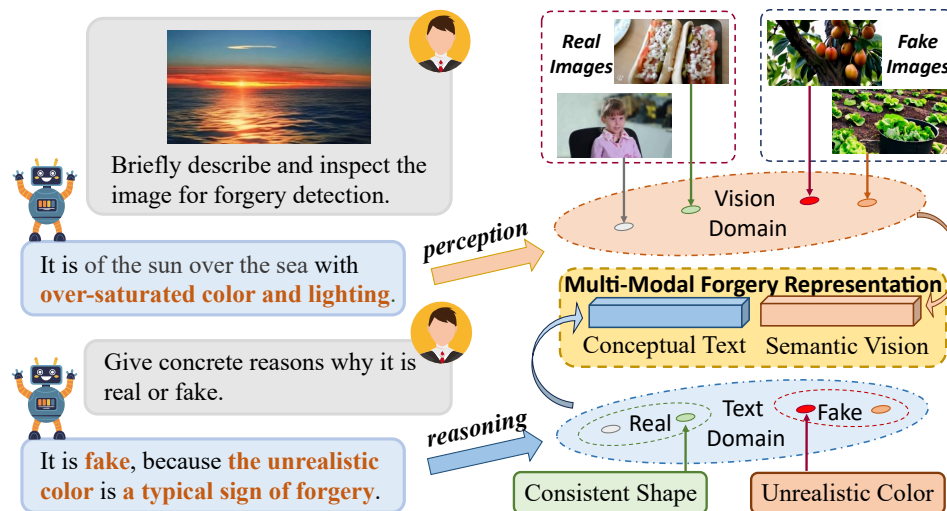 Briefly describe and inspect the
image for forgery detection.
It is of the sun over the sea with
over-saturated color and lighting.
Give concrete reasons why it is
real or fake.
It is fake, because the unrealistic
color is a typical sign of forgery.
perception
reasoning
Real
Images
Fake
Images
Vision
Domain
Multi-Modal Forgery Representation
Conceptual Text
Semantic Vision
Real
Text
Domain
Fake
Consistent Shape
Unrealistic Color